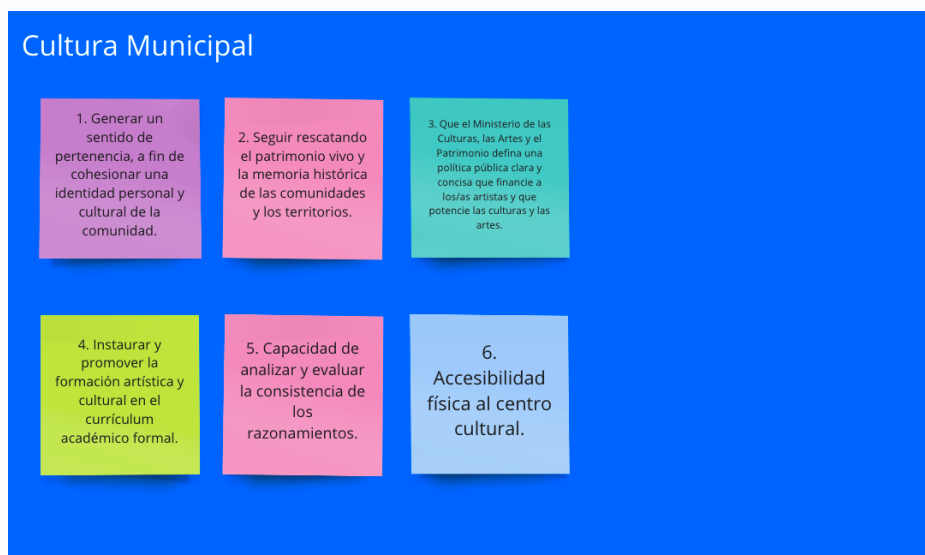 Cultura Municipal
1. Generar un
sentido de
pertenencia, a fin de
cohesionar una
identidad personal y
cultural de la
comunidad.
2. Seguir rescatando
el patrimonio vivo y
la memoria histórica
de las comunidades
y los territorios.
3. Que el Ministerio de las
Culturas, las Artes y el
Patrimonio defina una
política pública clara y
concisa que financie a
los/as artistas y que
potencie las culturas y las
artes.
4. Instaurar y
promover la
formación artística y
cultural en el
currículum
académico formal.
5. Capacidad de
analizar y evaluar
la consistencia de
los
razonamientos.
6.
Accesibilidad
física al centro
cultural.